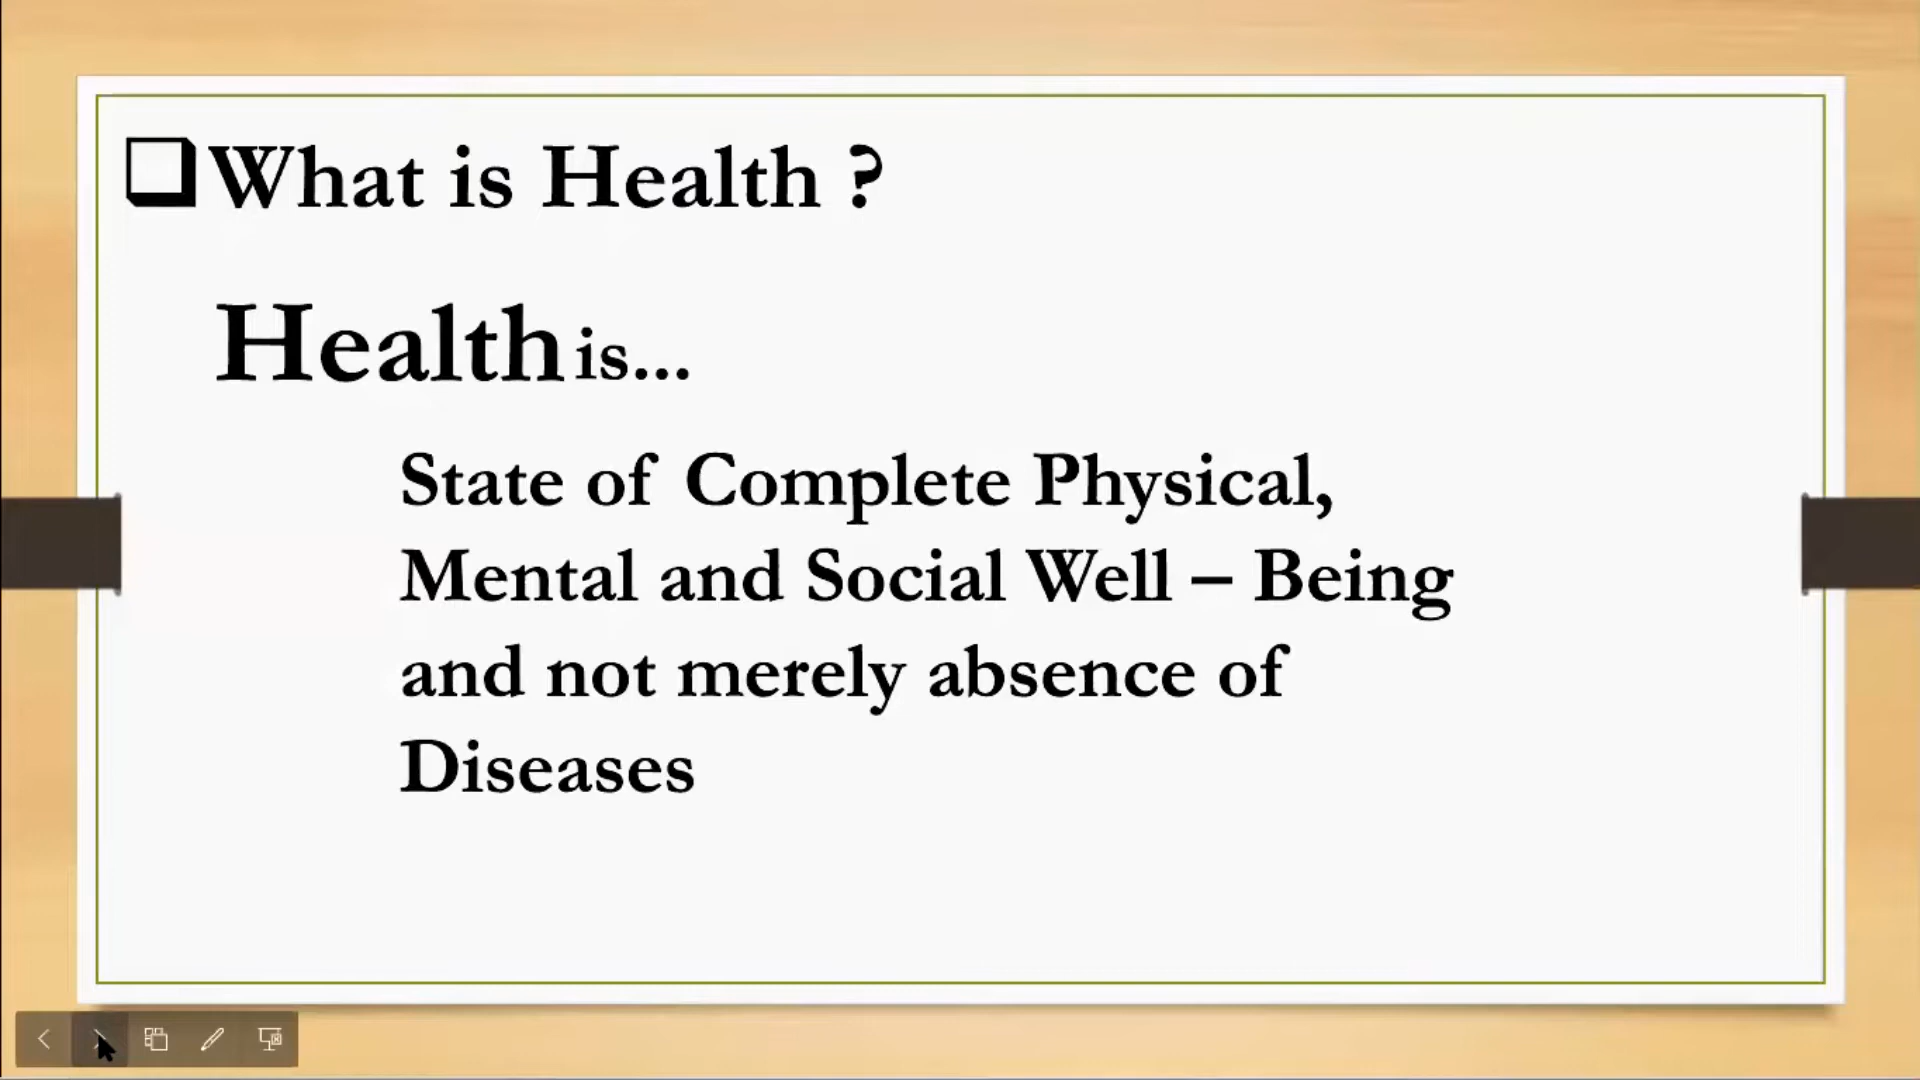 What is Health ?
Health is...
State of Complete Physical,
Mental and Social Well – Being
and not merely absence of
Diseases